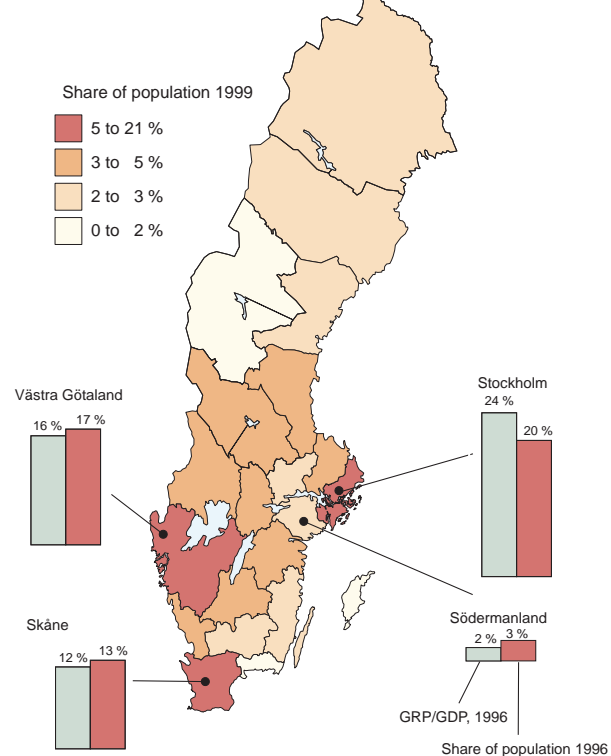 Share of population 1999
5 to 21 %
3 to 5 %
2 to 3 %
0 to 2 %
Västra Götaland
16 %
17 %
Stockholm
24 %
20 %
Skåne
12 %
13 %
Södermanland
2 %
3 %
GRP/GDP, 1996
Share of population 1996